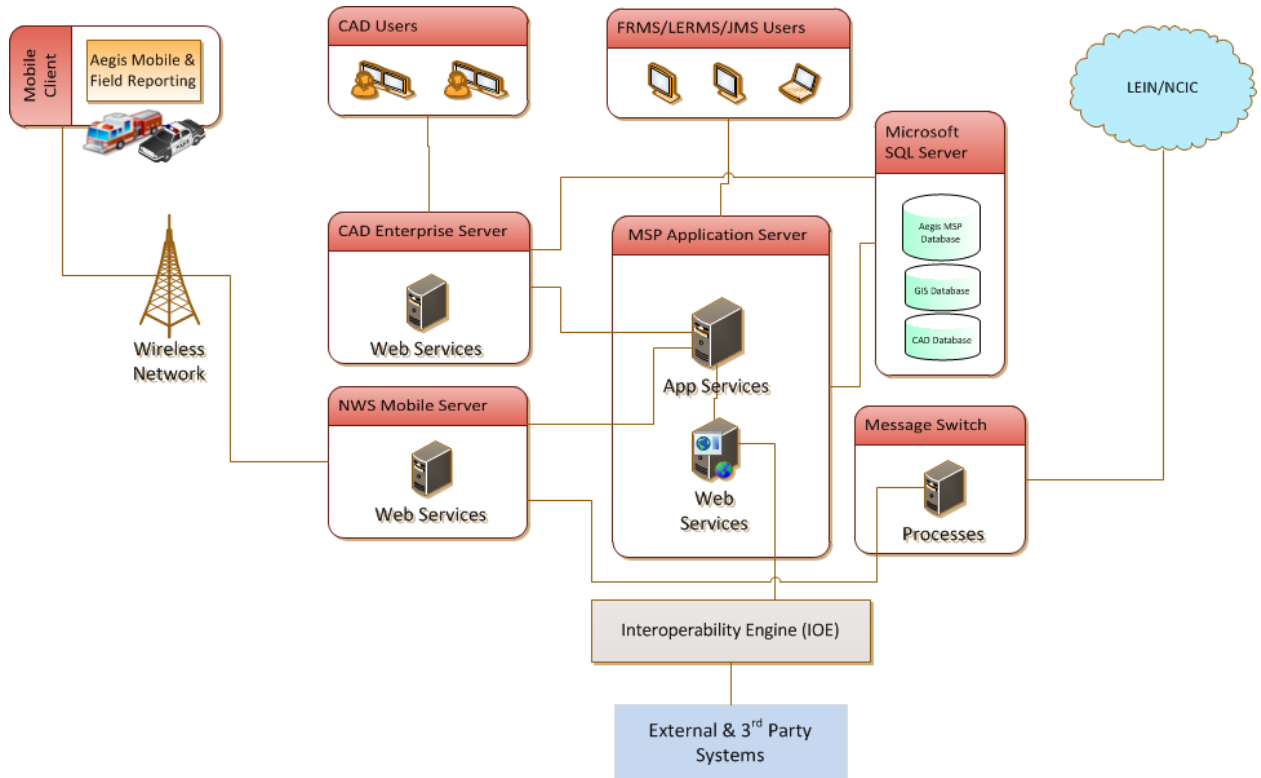 Mobile
Client
Aegis Mobile &
Field Reporting
CAD Users
FRMS/LERMS/JMS Users
LEIN/NCIC
Microsoft
SQL Server
Aegis MSP
Database
GIS Database
CAD Database
CAD Enterprise Server
Web Services
MSP Application Server
App Services
Web
Services
Wireless
Network
NWS Mobile Server
Web Services
Message Switch
Processes
Interoperability Engine (IOE)
External & 3rd Party
Systems